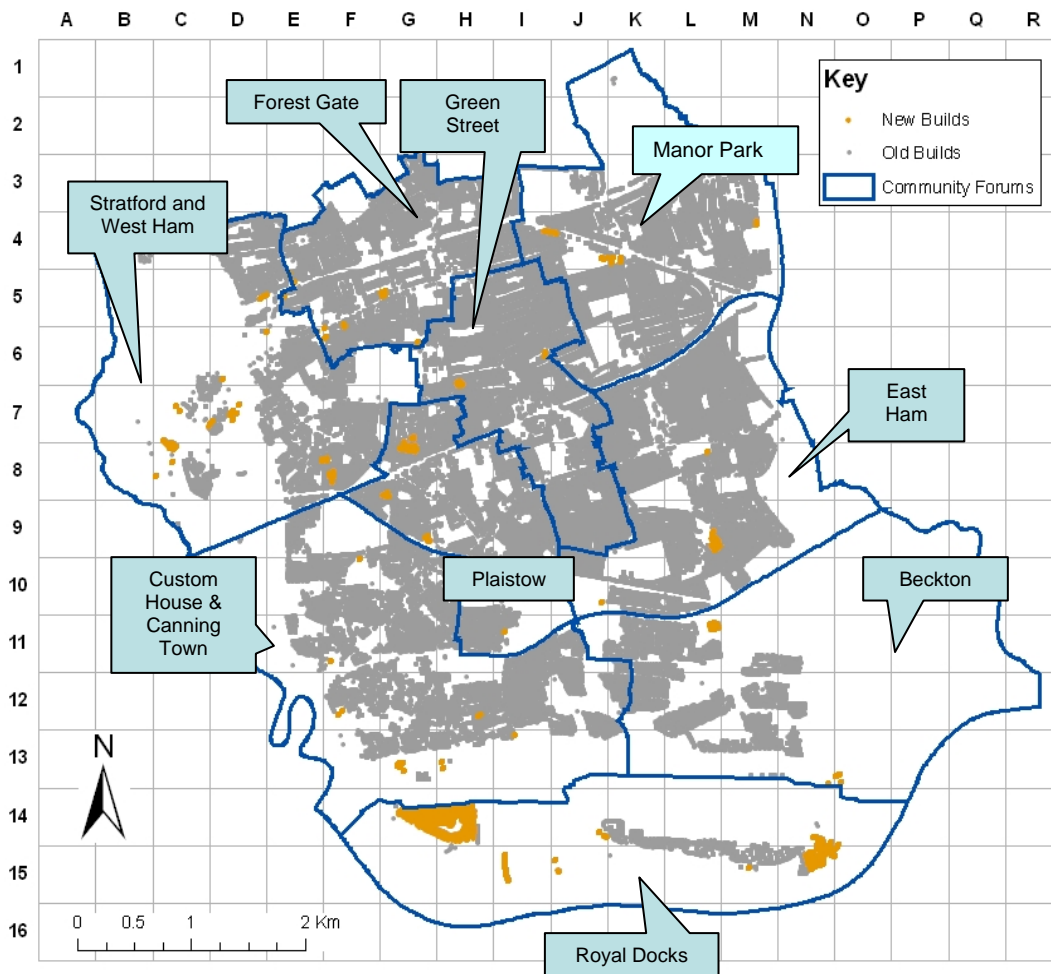 A B C D E F G H I J K L M N O P Q R
1
2
3
4
5
6
7
8
9
10
11
12
13
14
15
16
Key
New Builds
Old Builds
Community Forums
Forest Gate
Green
Street
Manor Park
Stratford and
West Ham
East
Ham
Custom
House &
Canning
Town
Plaistow
Beckton
Royal Docks
N
0 0.5 1 2 Km